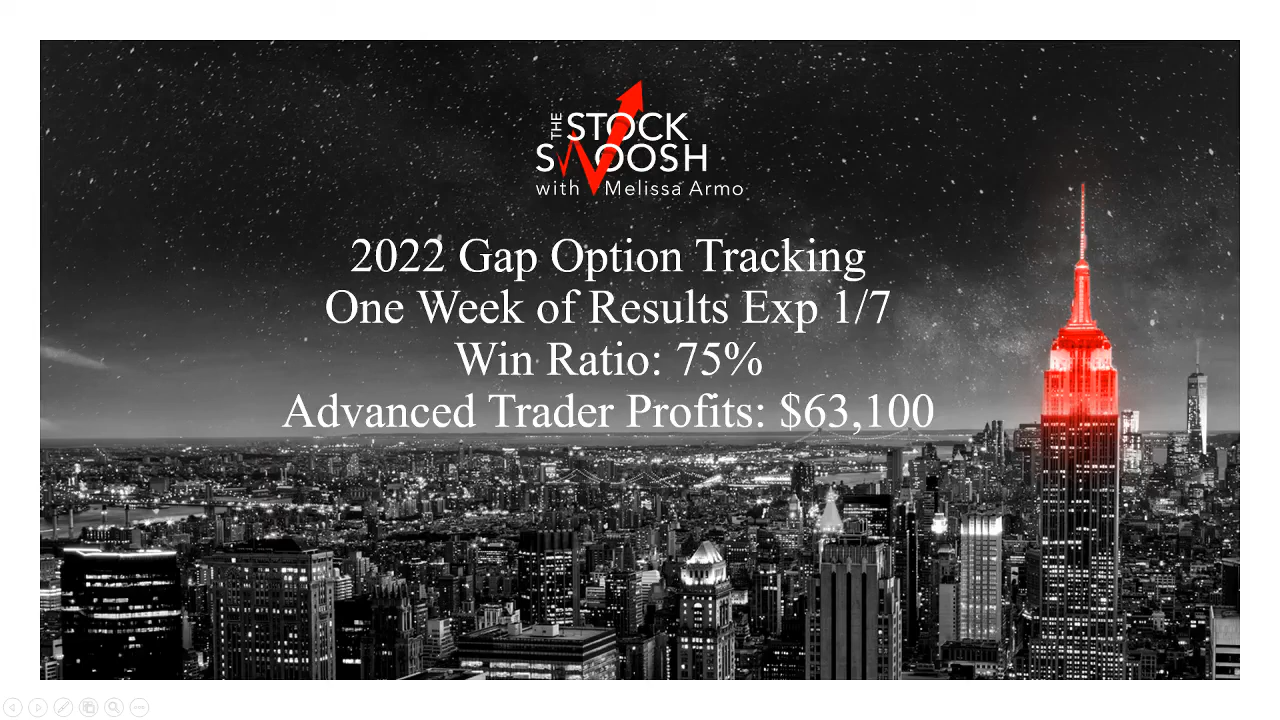 THE STOCK
SWOOSH
with Melissa Armo
2022 Gap Option Tracking
One Week of Results Exp 1/7
Win Ratio: 75%
Advanced Trader Profits: $63,100